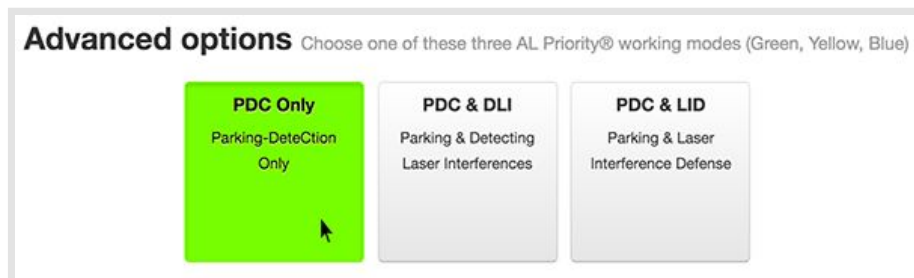 Advanced options Choose one of these three AL Priority® working modes (Green, Yellow, Blue)
PDC Only
Parking-DeteCtion
Only
PDC & DLI
Parking & Detecting
Laser Interferences
PDC & LID
Parking & Laser
Interference Defense